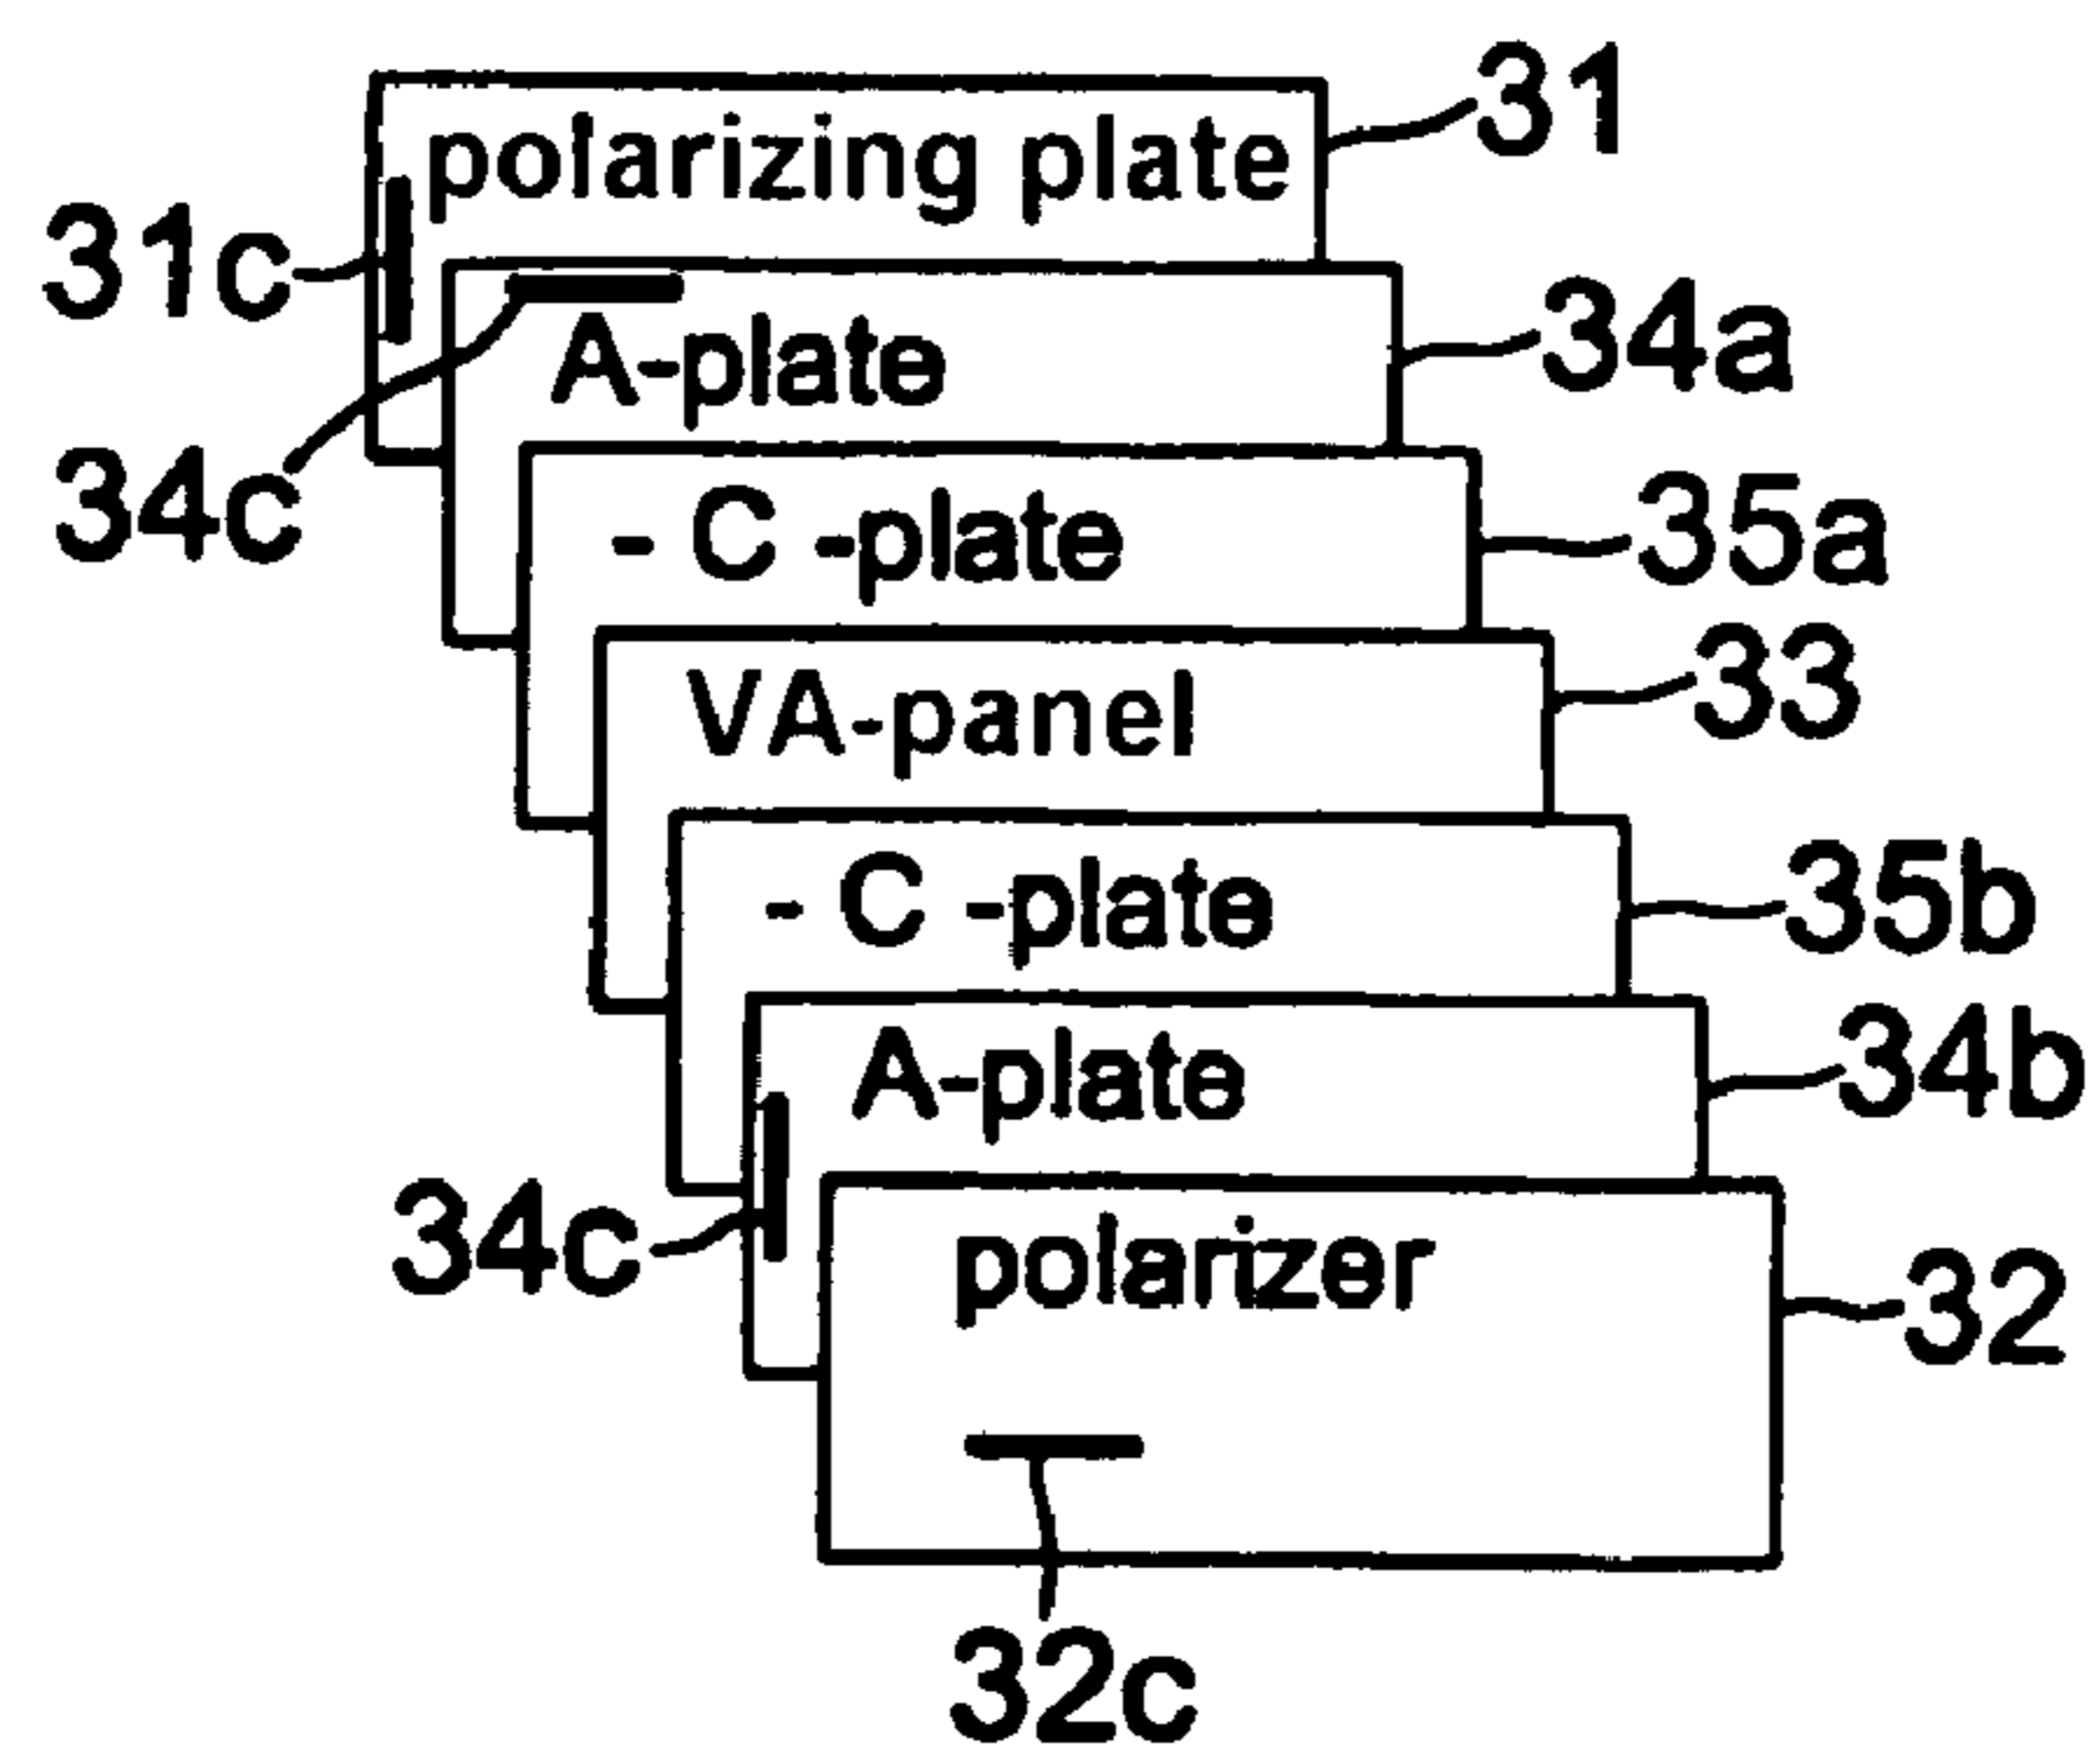 31
polarizing plate
31c
34a
A-plate
34c
- C -plate
35a
33
VA-panel
35b
- C -plate
34b
A-plate
34c
polarizer
32
32c